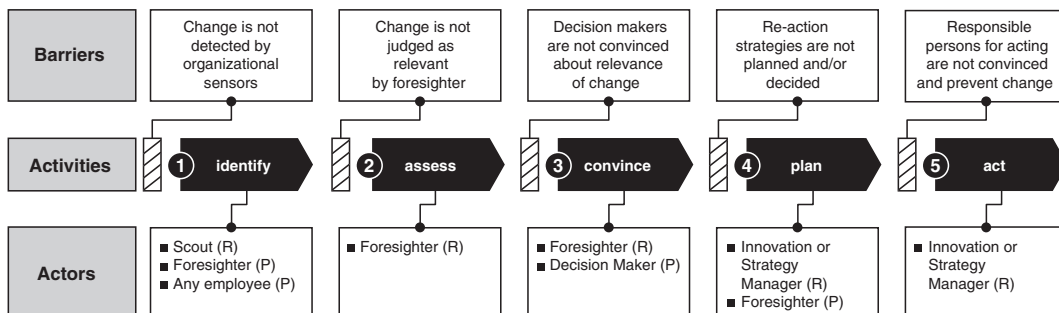 Barriers
Change is not
detected by
organizational
sensors
Change is not
judged as
relevant
by foresighter
Decision makers
are not convinced
about relevance
of change
Re-action
strategies are not
planned and/or
decided
Responsible
persons for acting
are not convinced
and prevent change
Activities
1 identify
2 assess
3 convince
4 plan
5 act
Actors
■ Scout (R)
■ Foresighter (P)
■ Any employee (P)
■ Foresighter (R)
■ Foresighter (R)
■ Decision Maker (P)
■ Innovation or
Strategy
Manager (R)
■ Foresighter (P)
■ Innovation or
Strategy
Manager (R)